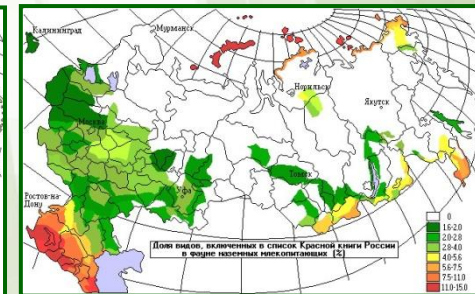 Мурманск
Калининград
Норильск
Якутск
Москва
Ростов-на-
Дону
Уфа
Томск
Доля видов, включенных в список Красной книги России
в фауне наземных млекопитающих (%)
0
1.6-2.0
2.0-2.8
2.8-4.0
4.0-5.6
5.6-7.5
7.5-11.0
11.0-15.0